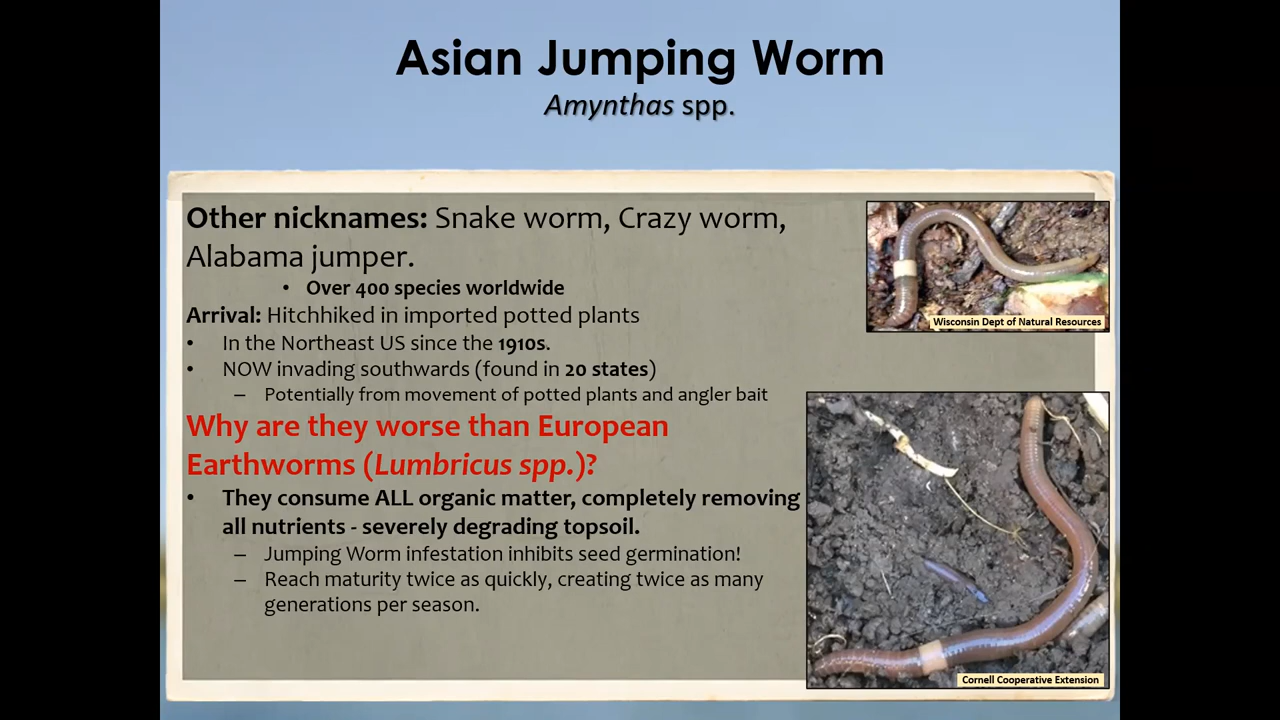 Asian Jumping Worm
Amynthas spp.
Other nicknames: Snake worm, Crazy worm,
Alabama jumper.
• Over 400 species worldwide
Arrival: Hitchhiked in imported potted plants
• In the Northeast US since the 1910s.
• NOW invading southwards (found in 20 states)
– Potentially from movement of potted plants and angler bait
Why are they worse than European
Earthworms (Lumbricus spp.)?
• They consume ALL organic matter, completely removing
all nutrients - severely degrading topsoil.
– Jumping Worm infestation inhibits seed germination!
– Reach maturity twice as quickly, creating twice as many
generations per season.
Wisconsin Dept of Natural Resources
Cornell Cooperative Extension